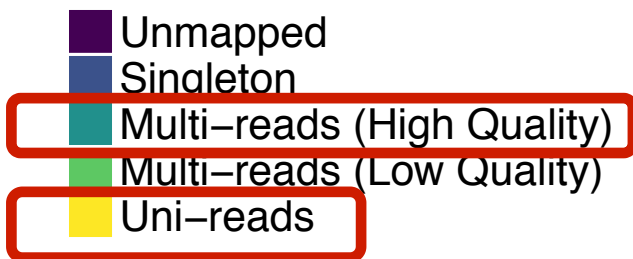 Unmapped
Singleton
Multi−reads (High Quality)
Multi−reads (Low Quality)
Uni−reads